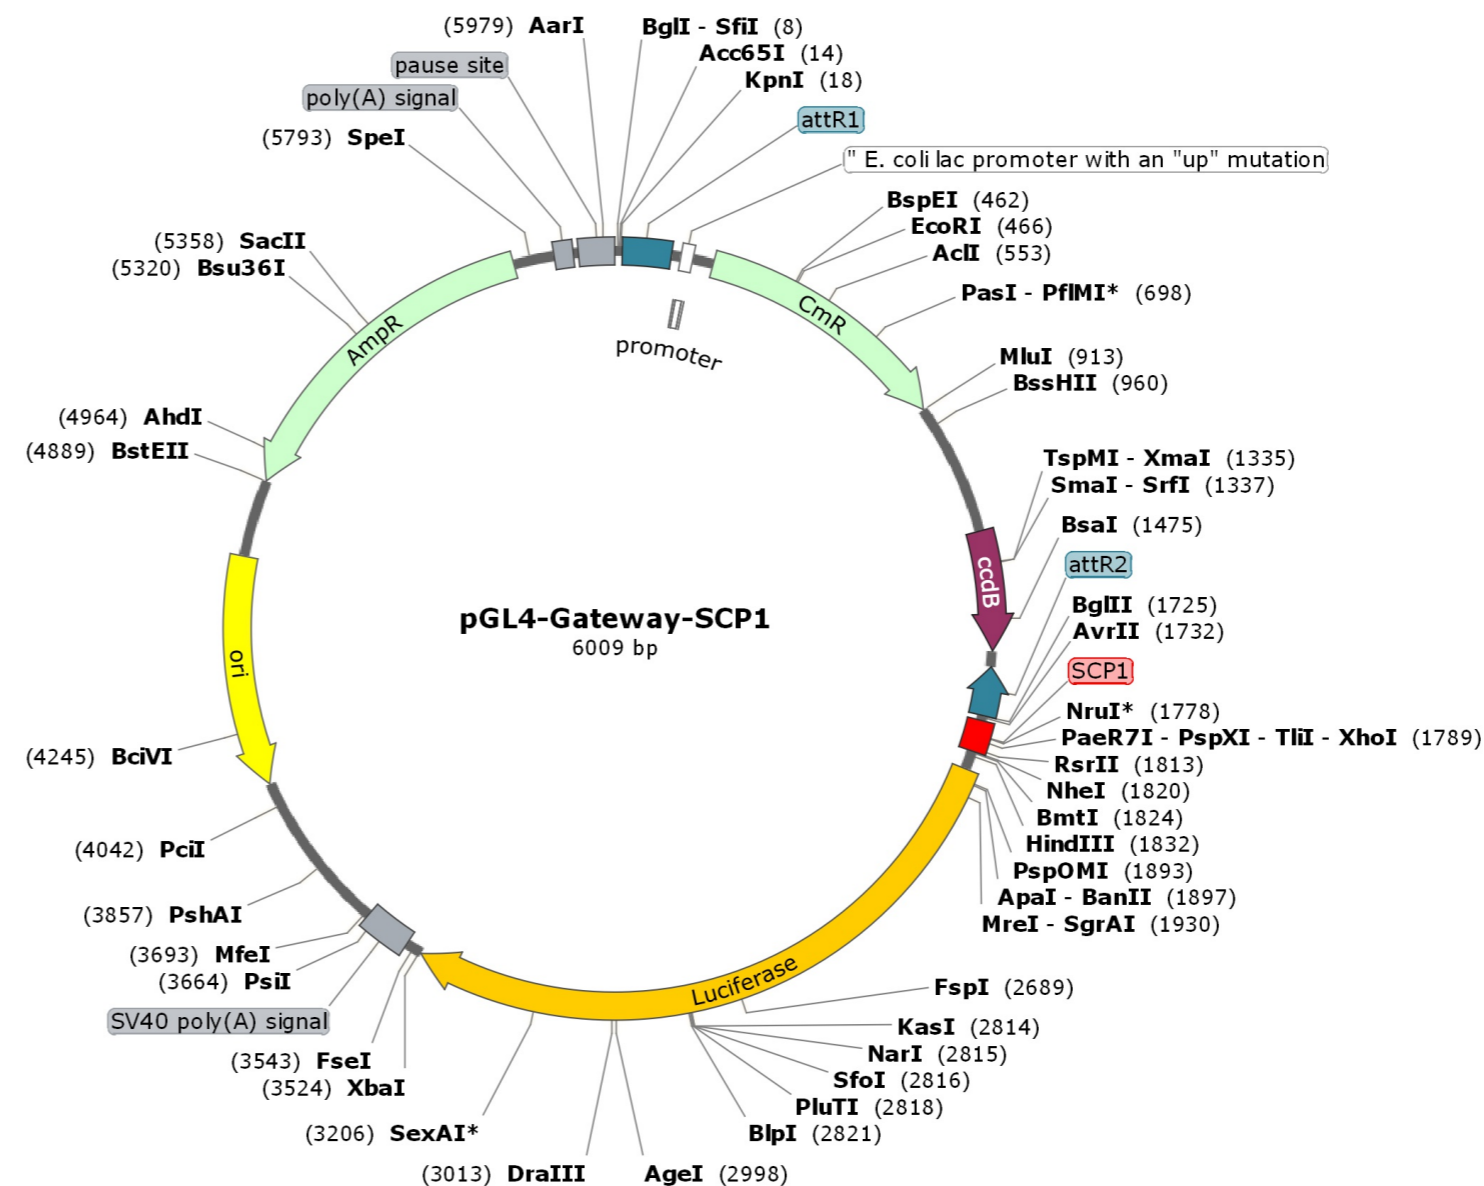 (5979) AarI
BglI - SfiI (8)
Acc65I (14)
KpnI (18)
pause site
poly(A) signal
(5793) SpeI
attR1
" E. coli lac promoter with an "up" mutation
BspEI (462)
EcoRI (466)
AclI (553)
PasI - PflMI* (698)
MluI (913)
BssHII (960)
TspMI - XmaI (1335)
SmaI - SrfI (1337)
BsaI (1475)
attR2
BglII (1725)
AvrII (1732)
SCP1
NruI* (1778)
PaeR7I - PspXI - TliI - XhoI (1789)
RsrII (1813)
NheI (1820)
BmtI (1824)
HindIII (1832)
PspOMI (1893)
ApaI - BanII (1897)
MreI - SgrAI (1930)
FspI (2689)
KasI (2814)
NarI (2815)
SfoI (2816)
PluTI (2818)
BlpI (2821)
AgeI (2998)
(3013) DraIII
(3206) SexAI*
(3524) XbaI
(3543) FseI
SV40 poly(A) signal
(3664) PsiI
(3693) MfeI
(3857) PshAI
(4042) PciI
(4245) BciVI
(4889) BstEII
(4964) AhdI
(5320) Bsu36I
(5358) SacII
AmpR
CmR
promoter
ccdB
ori
Luciferase
pGL4-Gateway-SCP1
6009 bp